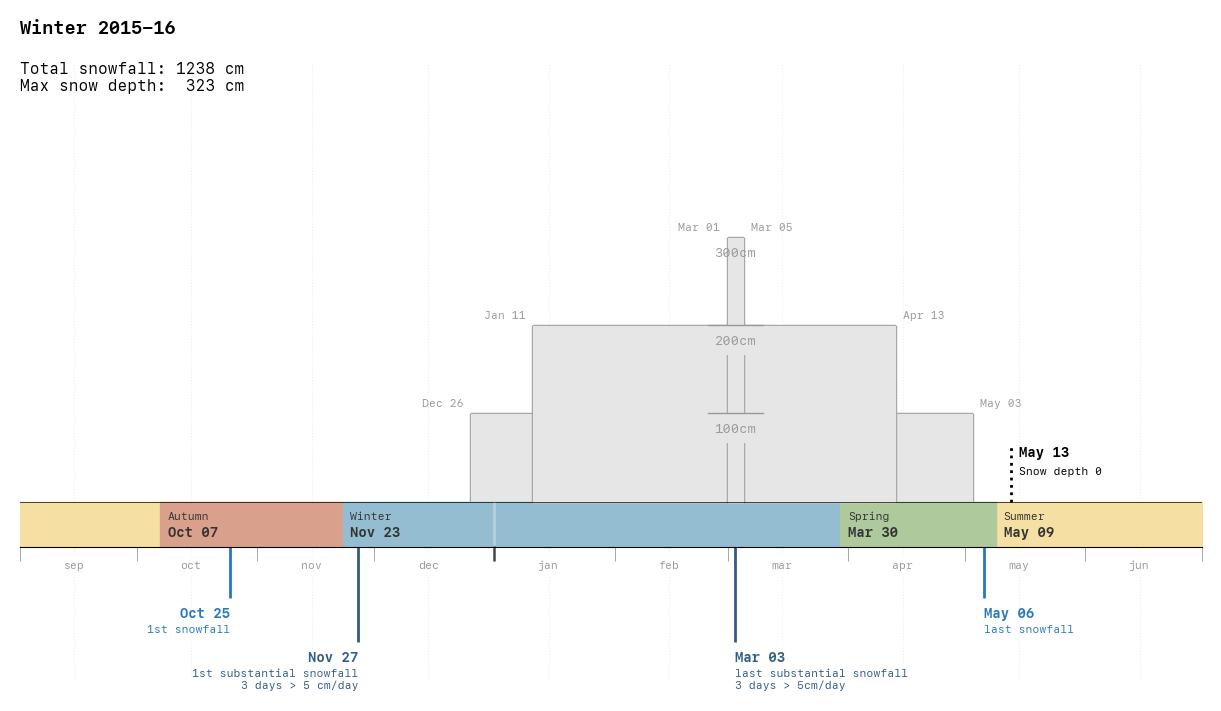 Winter 2015–16
Total snowfall: 1238 cm
Max snow depth:  323 cm
Mar 01
Mar 05
300cm
Jan 11
Apr 13
200cm
Dec 26
May 03
100cm
May 13
Snow depth 0
Autumn
Oct 07
Winter
Nov 23
Spring
Mar 30
Summer
May 09
sep
oct
nov
dec
jan
feb
mar
apr
may
jun
Oct 25
1st snowfall
May 06
last snowfall
Nov 27
1st substantial snowfall
3 days > 5 cm/day
Mar 03
last substantial snowfall
3 days > 5cm/day